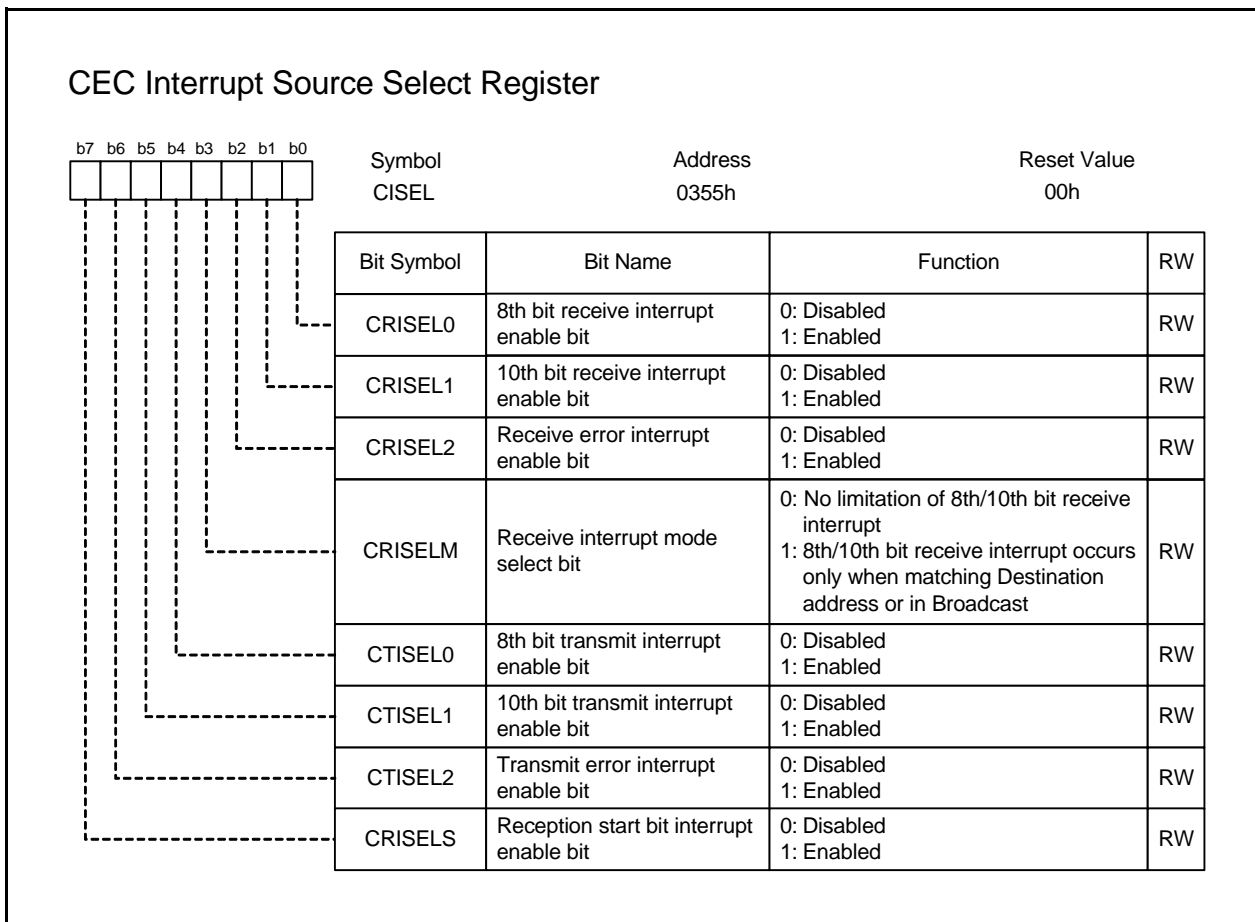 CEC Interrupt Source Select Register
b7 b6 b5 b4 b3 b2 b1 b0
Symbol Address Reset Value
CISEL 0355h 00h
Bit Symbol Bit Name Function RW
CRISEL0 8th bit receive interrupt enable bit 0: Disabled
1: Enabled RW
CRISEL1 10th bit receive interrupt enable bit 0: Disabled
1: Enabled RW
CRISEL2 Receive error interrupt enable bit 0: Disabled
1: Enabled RW
CRISELM Receive interrupt mode select bit 0: No limitation of 8th/10th bit receive interrupt
1: 8th/10th bit receive interrupt occurs only when matching Destination address or in Broadcast RW
CTISEL0 8th bit transmit interrupt enable bit 0: Disabled
1: Enabled RW
CTISEL1 10th bit transmit interrupt enable bit 0: Disabled
1: Enabled RW
CTISEL2 Transmit error interrupt enable bit 0: Disabled
1: Enabled RW
CRISELS Reception start bit interrupt enable bit 0: Disabled
1: Enabled RW